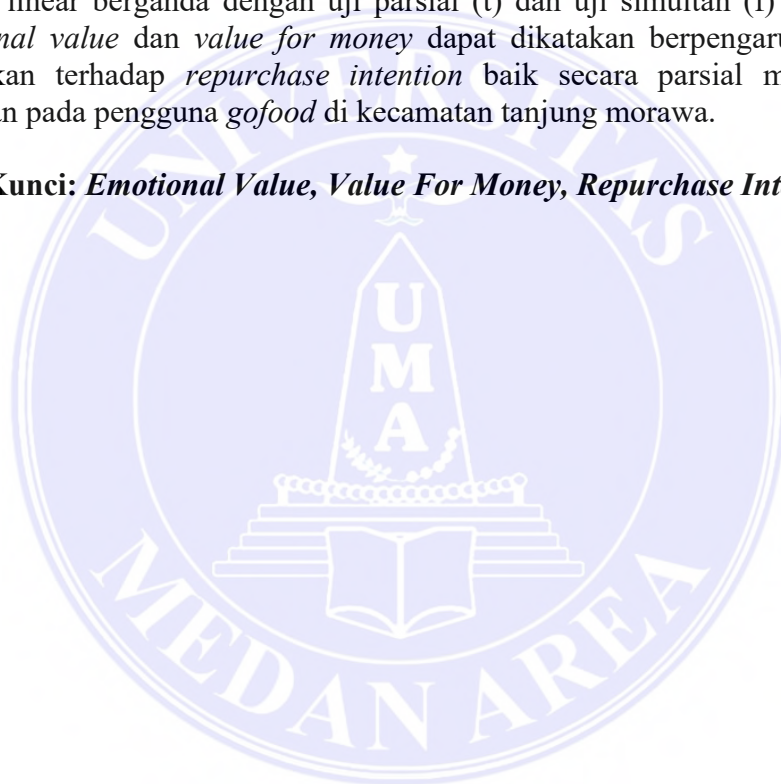 linear berganda dengan uji parsial (t) dan uji simultan (f)
nal value dan value for money dapat dikatakan berpengaru
kan terhadap repurchase intention baik secara parsial m
n pada pengguna gofood di kecamatan tanjung morawa.
Kunci: Emotional Value, Value For Money, Repurchase Int
UNIVERSITAS
UMA
MEDAN AREA